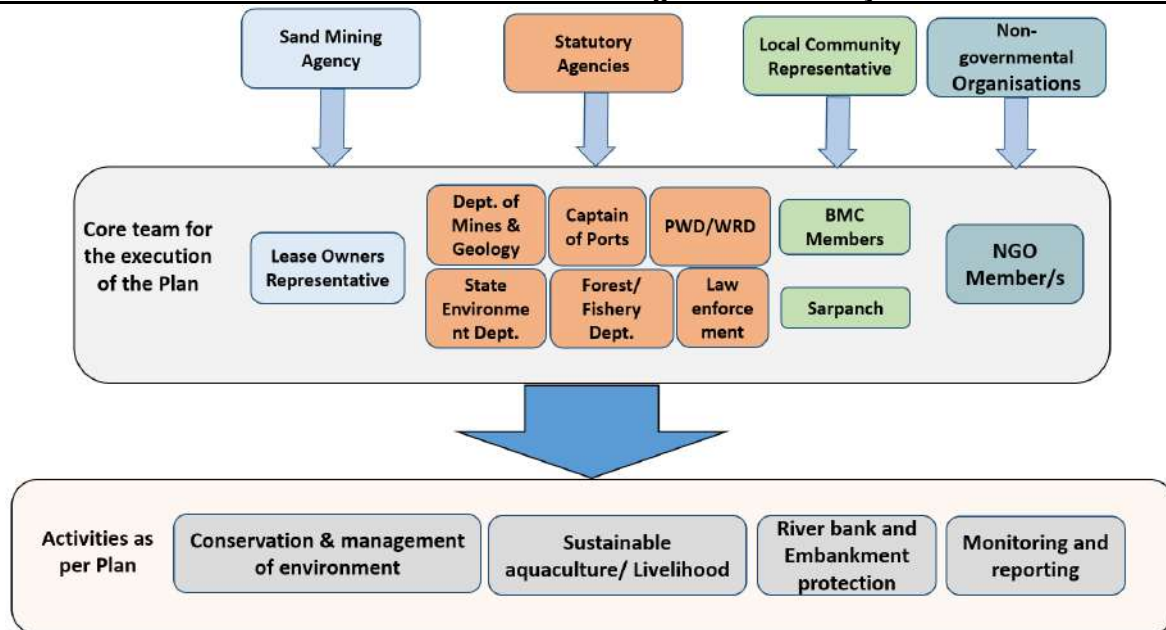 Sand Mining
Agency
Statutory
Agencies
Local Community
Representative
Non-
governmental
Organisations
Core team for
the execution
of the Plan
Lease Owners
Representative
Dept. of
Mines &
Geology
Captain
of Ports
PWD/WRD
State
Environme
nt Dept.
Forest/
Fishery
Dept.
Law
enforce
ment
BMC
Members
Sarpanch
NGO
Member/s
Activities as
per Plan
Conservation & management
of environment
Sustainable
aquaculture/ Livelihood
River bank and
Embankment
protection
Monitoring and
reporting